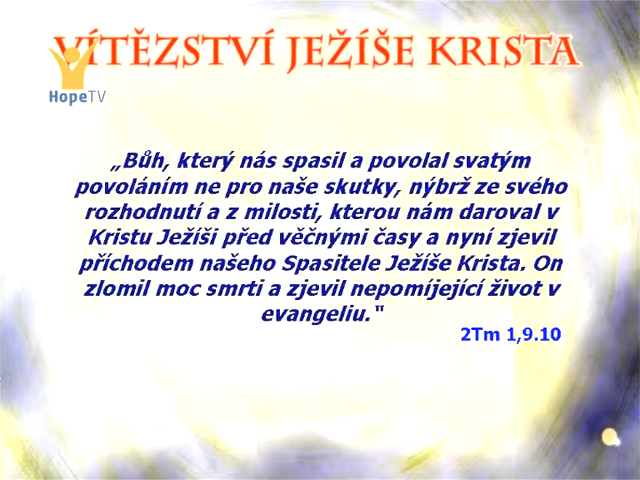 VÍTĚZSTVÍ JEŽÍŠE KRISTA
HopeTV
„Bůh, který nás spasil a povolal svatým
povoláním ne pro naše skutky, nýbrž ze svého
rozhodnutí a z milosti, kterou nám daroval v
Kristu Ježíši před věčnými časy a nyní zjevil
příchodem našeho Spasitele Ježíše Krista. On
zlomil moc smrti a zjevil nepomíjející život v
evangeliu."
2Tm 1,9.10